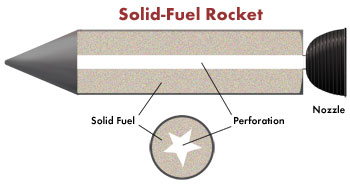 Solid-Fuel Rocket
Nozzle
Solid Fuel
Perforation